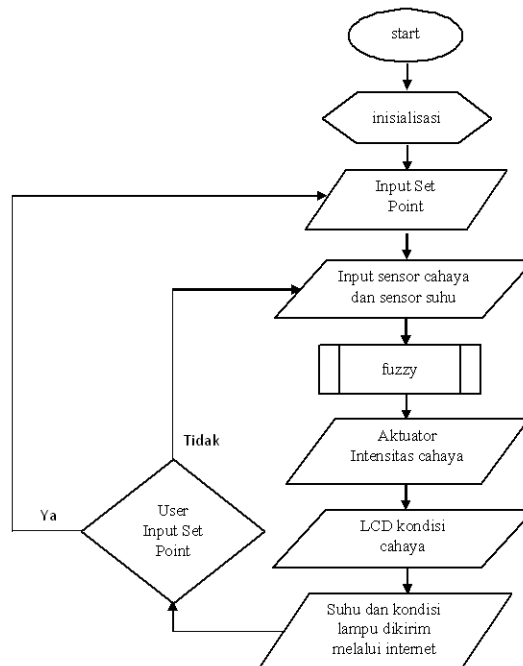 start
inisialisasi
Input Set
Point
Input sensor cahaya
dan sensor suhu
fuzzy
Aktuator
Intensitas cahaya
LCD kondisi
cahaya
Suhu dan kondisi
lampu dikirim
melalui internet
User
Input Set
Point
Tidak
Ya